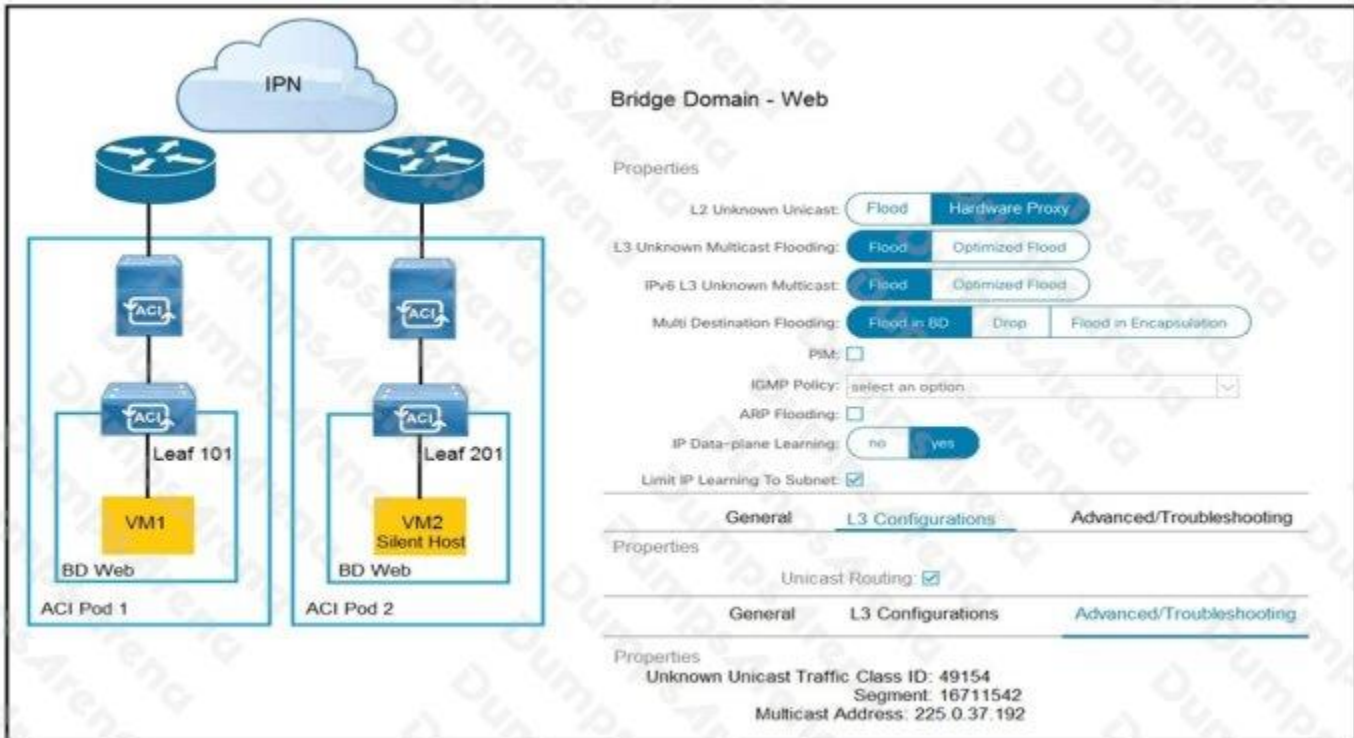 IPN
ACI
ACI
ACI
ACI
Leaf 101
Leaf 201
VM1
VM2
Silent Host
BD Web
BD Web
ACI Pod 1
ACI Pod 2
Bridge Domain - Web
Properties
L2 Unknown Unicast: Flood Hardware Proxy
L3 Unknown Multicast Flooding: Flood Optimized Flood
IPv6 L3 Unknown Multicast: Flood Optimized Flood
Multi Destination Flooding: Flood in BD Drop Flood in Encapsulation
PIM:
IGMP Policy: select an option
ARP Flooding:
IP Data-plane Learning: no yes
Limit IP Learning To Subnet:
General L3 Configurations Advanced/Troubleshooting
Properties
Unicast Routing:
General L3 Configurations Advanced/Troubleshooting
Properties
Unknown Unicast Traffic Class ID: 49154
Segment: 16711542
Multicast Address: 225.0.37.192
DumpsArena